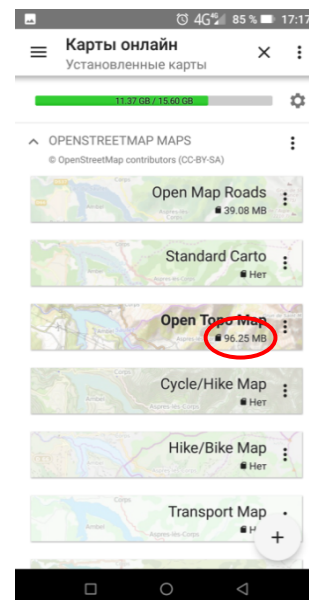 4G 85 % 17:17
Карты онлайн
Установленные карты
11.37 GB / 15.60 GB
OPENSTREETMAP MAPS
© OpenStreetMap contributors (CC-BY-SA)
Open Map Roads
39.08 MB
Standard Carto
Нет
Open Topo Map
96.25 MB
Cycle/Hike Map
Нет
Hike/Bike Map
Нет
Transport Map